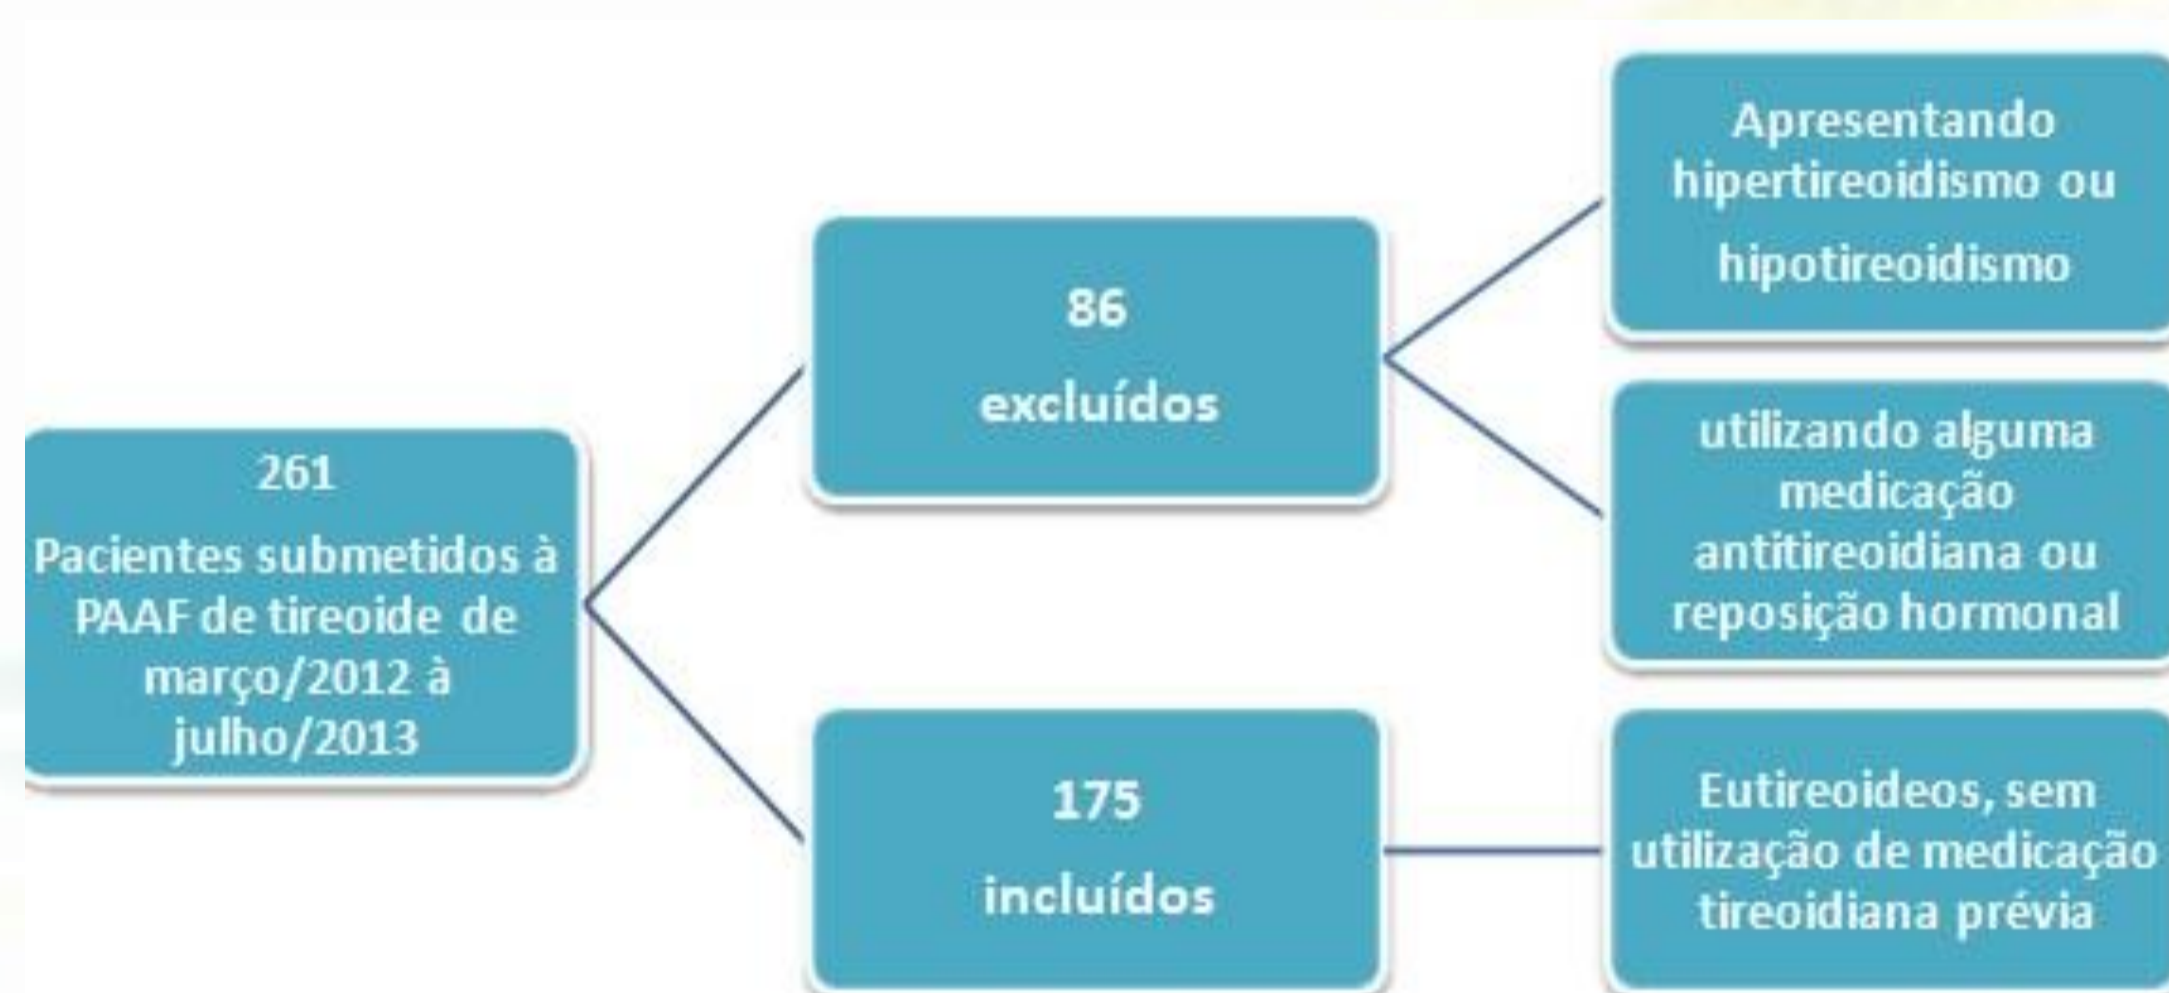 261
Pacientes submetidos à
PAAF de tireoide de
março/2012 à
julho/2013
86
excluídos
175
incluídos
Apresentando
hipertireoidismo ou
hipotireoidismo
utilizando alguma
medicação
antitireoidiana ou
reposição hormonal
Eutireoideos, sem
utilização de medicação
tireoidiana prévia